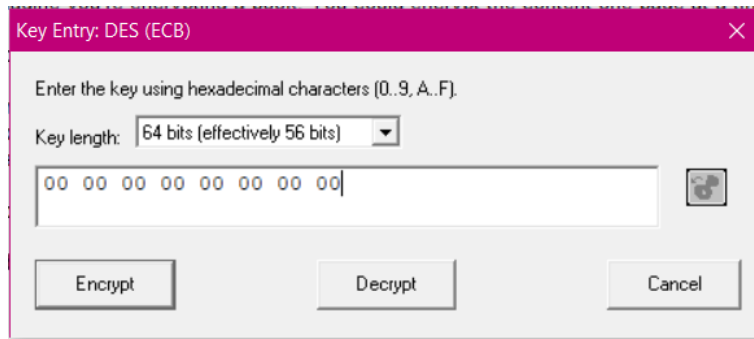 Key Entry: DES (ECB)
Enter the key using hexadecimal characters (0..9, A..F).
Key length: 64 bits (effectively 56 bits)
00 00 00 00 00 00 00 00
Encrypt Decrypt Cancel